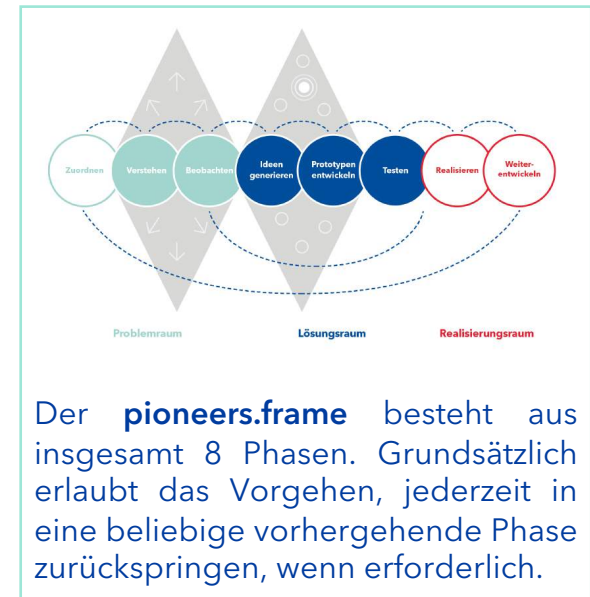 Zuordnen
Verstehen
Beobachten
Ideen
generieren
Prototypen
entwickeln
Testen
Realisieren
Weiter-
entwickeln
Problemraum
Lösungsraum
Realisierungsraum
Der pioneers.frame besteht aus
insgesamt 8 Phasen. Grundsätzlich
erlaubt das Vorgehen, jederzeit in
eine beliebige vorhergehende Phase
zurückspringen, wenn erforderlich.